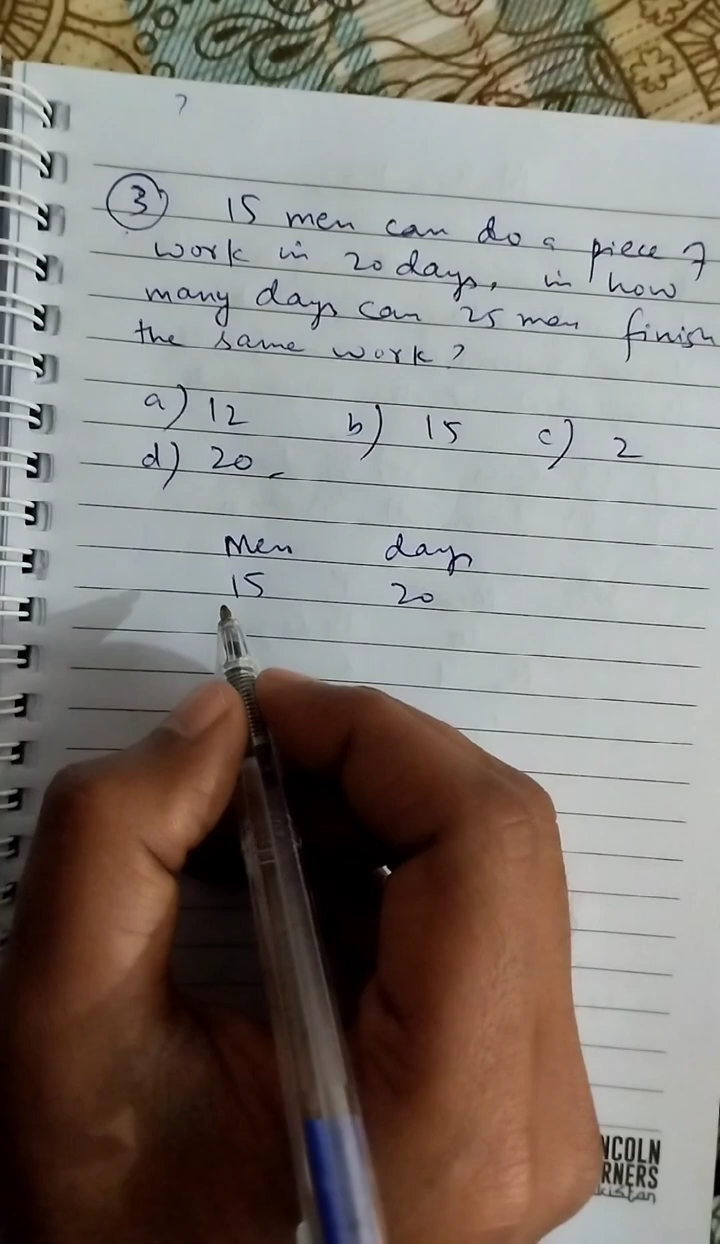 ?
③ 15 men can do a piece of
work in 20 days, in how
many days can 25 men finish
the same work?
a) 12 b) 15 c) 2
d) 20
Men days
15 20
NCOLN
RNERS
kistan